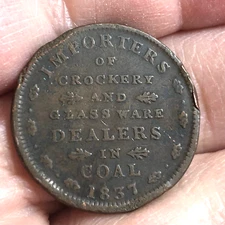 IMPORTERS
OF
CROCKERY
AND
GLASS WARE
DEALERS
IN
COAL
1837